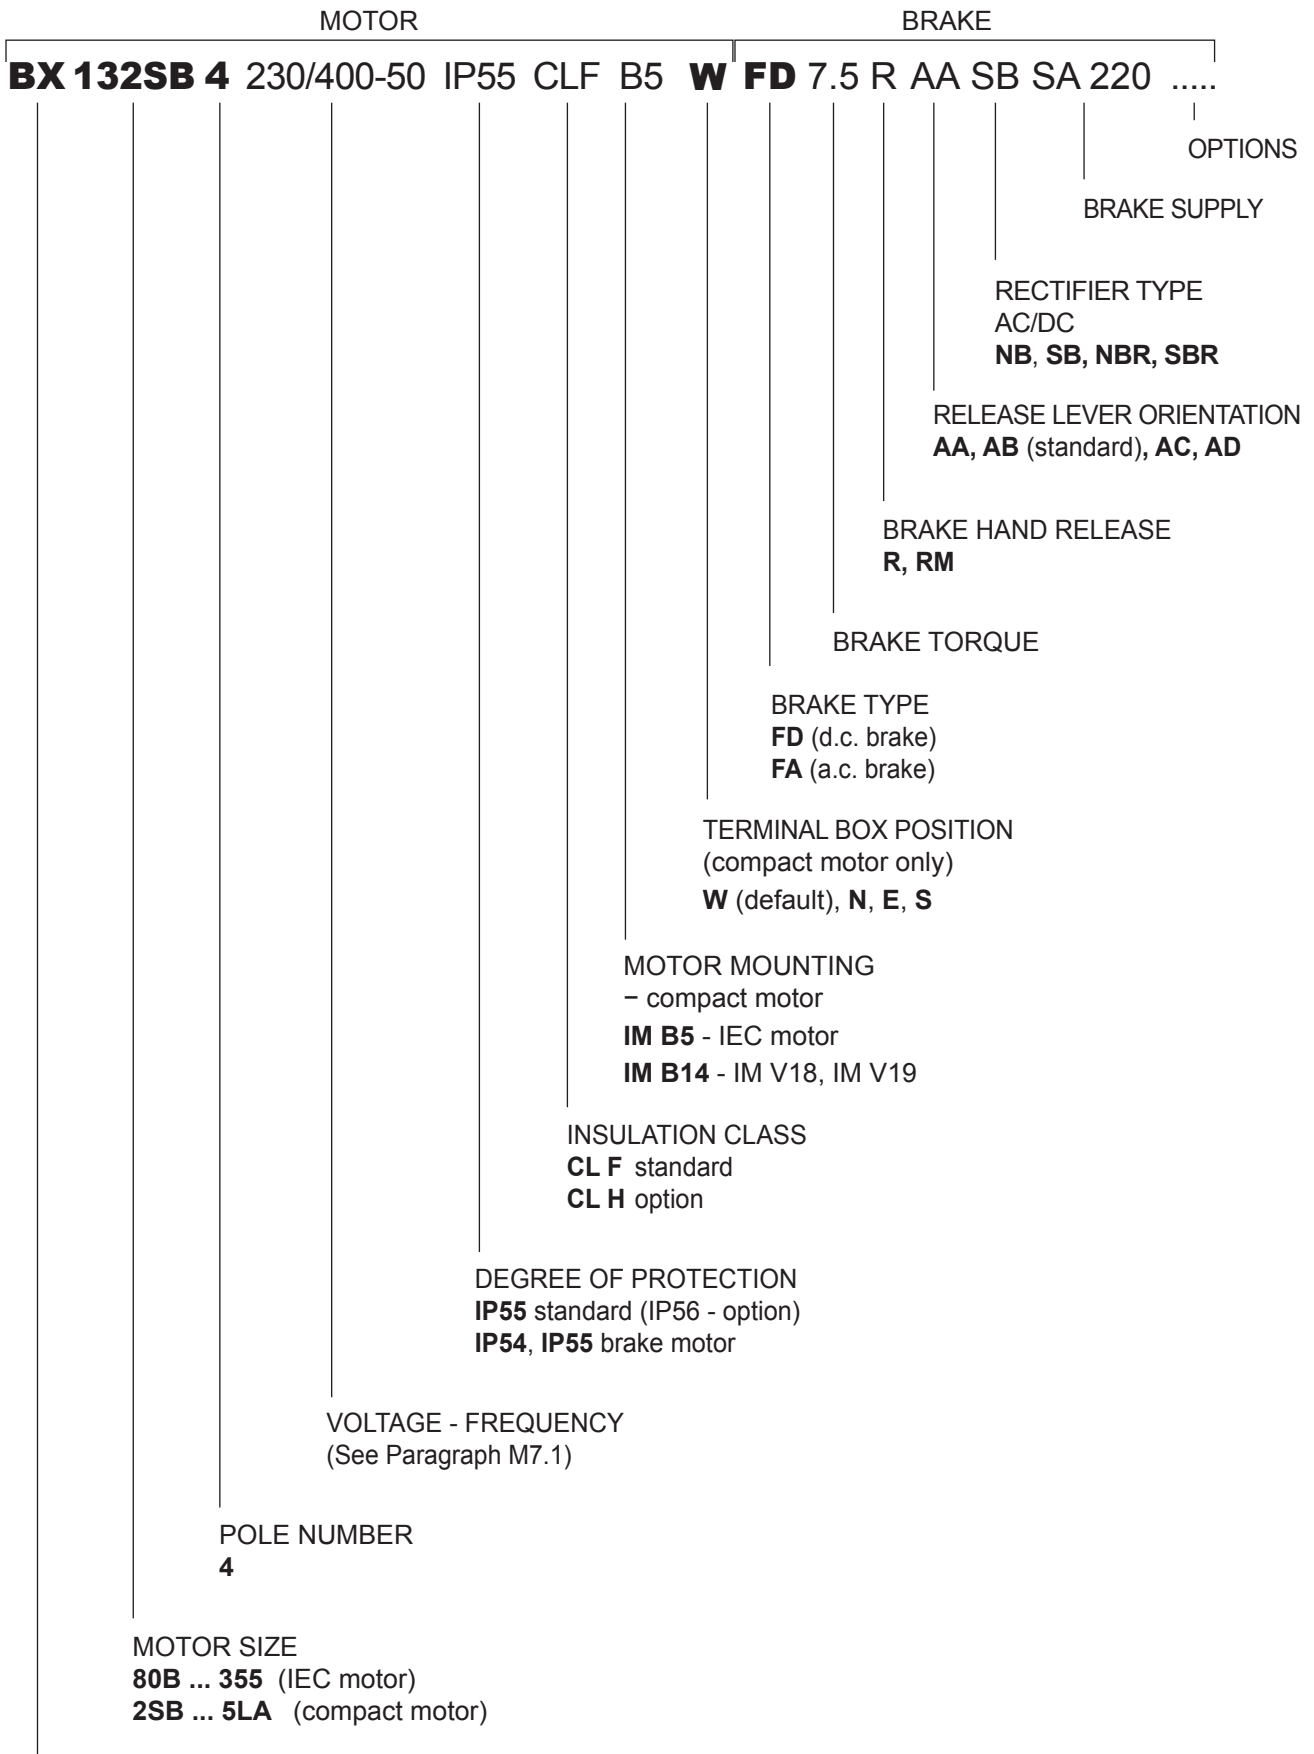 MOTOR BRAKE
BX 132SB 4 230/400-50 IP55 CLF B5 W FD 7.5 R AA SB SA 220 .....
OPTIONS
BRAKE SUPPLY
RECTIFIER TYPE
AC/DC
NB, SB, NBR, SBR
RELEASE LEVER ORIENTATION
AA, AB (standard), AC, AD
BRAKE HAND RELEASE
R, RM
BRAKE TORQUE
BRAKE TYPE
FD (d.c. brake)
FA (a.c. brake)
TERMINAL BOX POSITION
(compact motor only)
W (default), N, E, S
MOTOR MOUNTING
− compact motor
IM B5 - IEC motor
IM B14 - IM V18, IM V19
INSULATION CLASS
CL F standard
CL H option
DEGREE OF PROTECTION
IP55 standard (IP56 - option)
IP54, IP55 brake motor
VOLTAGE - FREQUENCY
(See Paragraph M7.1)
POLE NUMBER
4
MOTOR SIZE
80B ... 355 (IEC motor)
2SB ... 5LA (compact motor)